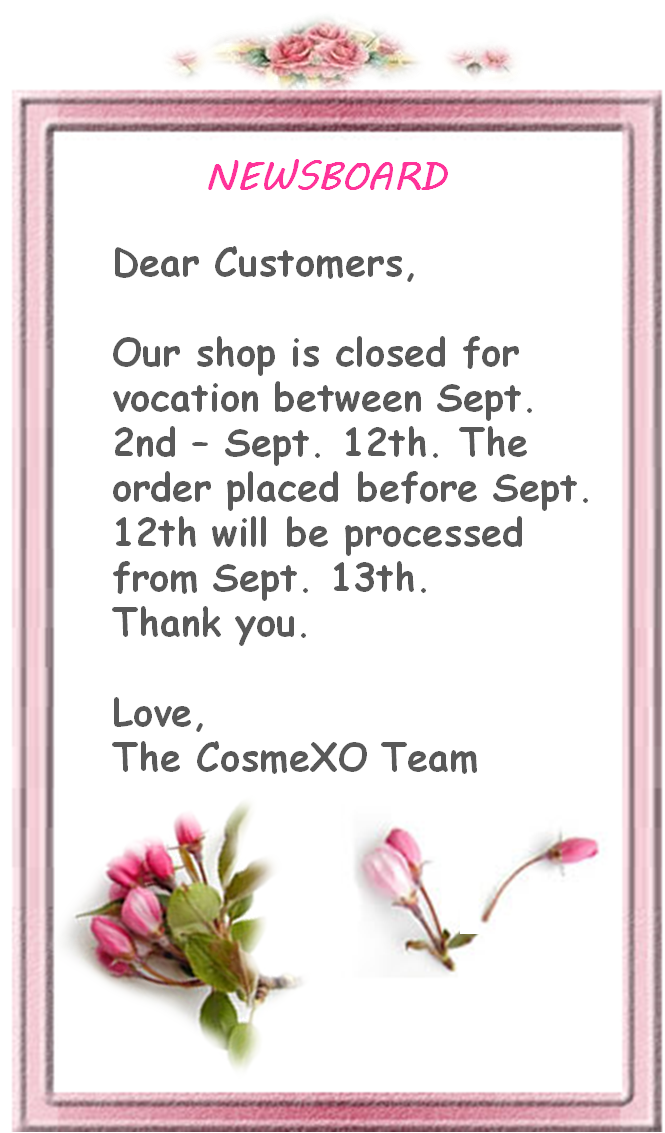 NEWSBOARD
Dear Customers,
Our shop is closed for
vocation between Sept.
2nd – Sept. 12th. The
order placed before Sept.
12th will be processed
from Sept. 13th.
Thank you.
Love,
The CosmeXO Team